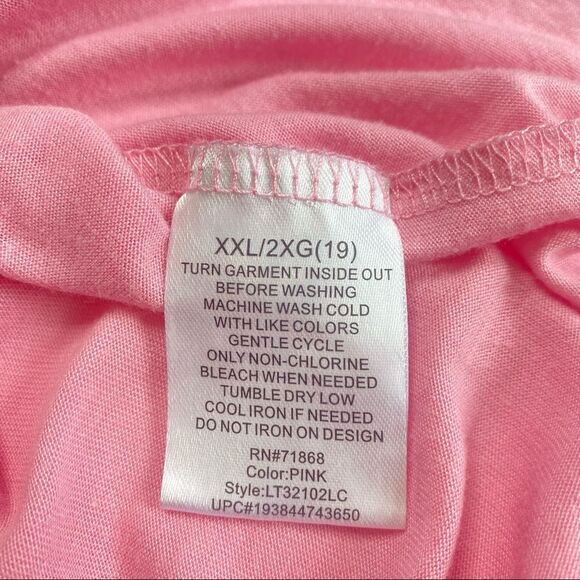 XXL/2XG(19)
TURN GARMENT INSIDE OUT
BEFORE WASHING
MACHINE WASH COLD
WITH LIKE COLORS
GENTLE CYCLE
ONLY NON-CHLORINE
BLEACH WHEN NEEDED
TUMBLE DRY LOW
COOL IRON IF NEEDED
DO NOT IRON ON DESIGN
RN#71868
Color:PINK
Style:LT32102LC
UPC#193844743650